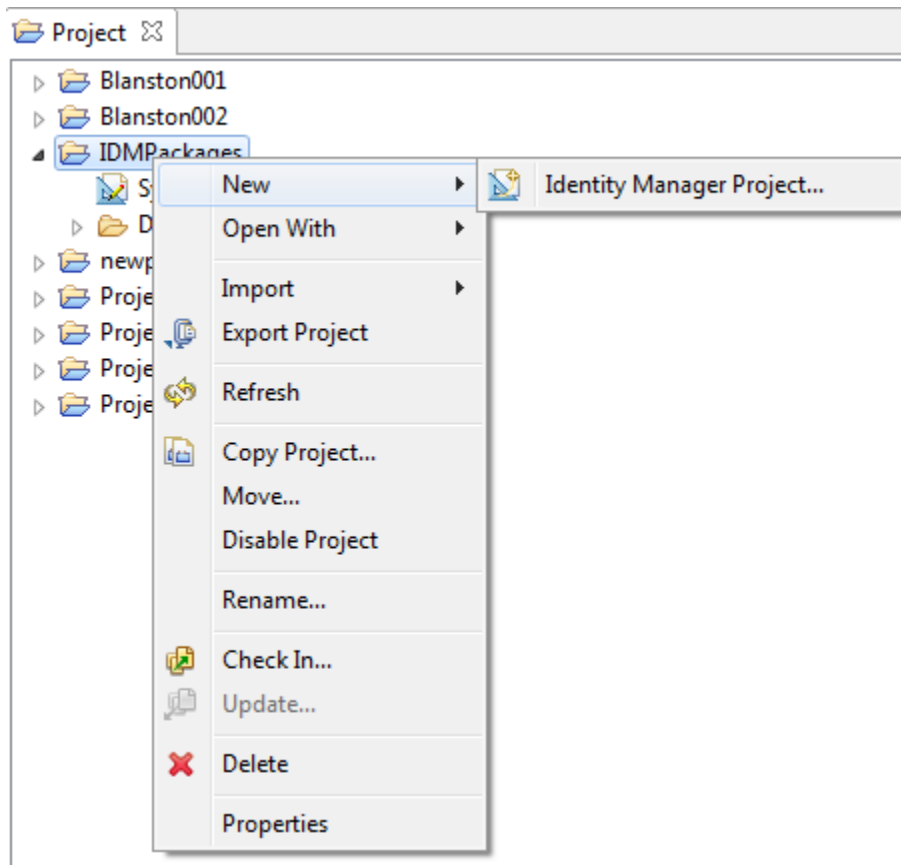 Project
Blanston001
Blanston002
IDMPackages
New
Identity Manager Project...
Open With
Import
Export Project
Refresh
Copy Project...
Move...
Disable Project
Rename...
Check In...
Update...
Delete
Properties